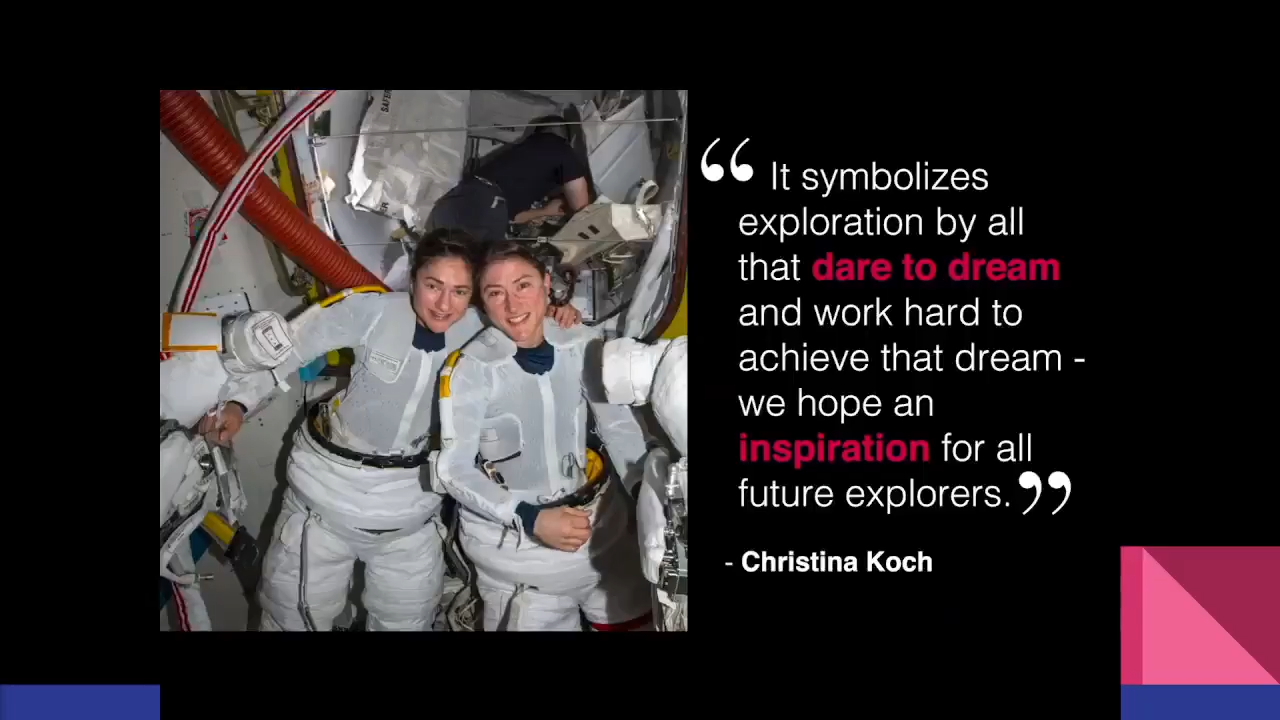 “ It symbolizes
exploration by all
that dare to dream
and work hard to
achieve that dream -
we hope an
inspiration for all
future explorers.”
- Christina Koch